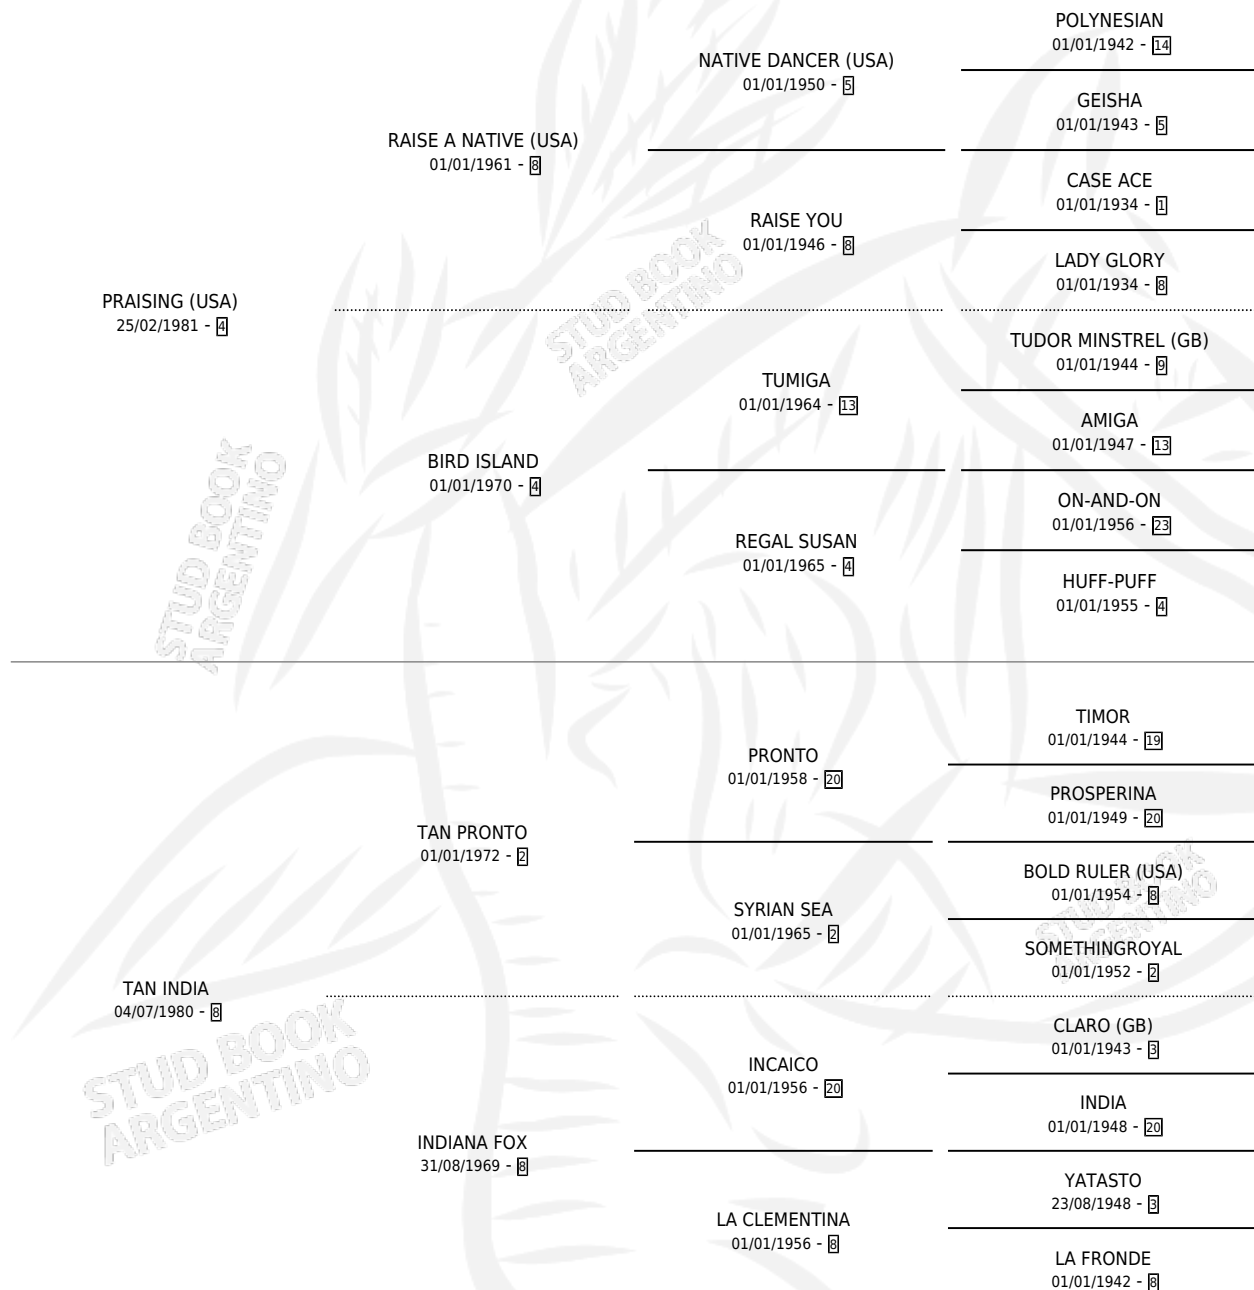 POLYNESIAN
01/01/1942 - 14
NATIVE DANCER (USA)
01/01/1950 - 5
GEISHA
01/01/1943 - 5
RAISE A NATIVE (USA)
01/01/1961 - 8
CASE ACE
01/01/1934 - 1
RAISE YOU
01/01/1946 - 8
LADY GLORY
01/01/1934 - 8
PRAISING (USA)
25/02/1981 - 4
TUDOR MINSTREL (GB)
01/01/1944 - 9
TUMIGA
01/01/1964 - 13
AMIGA
01/01/1947 - 13
BIRD ISLAND
01/01/1970 - 4
ON-AND-ON
01/01/1956 - 23
REGAL SUSAN
01/01/1965 - 4
HUFF-PUFF
01/01/1955 - 4
TIMOR
01/01/1944 - 19
PRONTO
01/01/1958 - 20
PROSPERINA
01/01/1949 - 20
TAN PRONTO
01/01/1972 - 2
BOLD RULER (USA)
01/01/1954 - 8
SYRIAN SEA
01/01/1965 - 2
SOMETHINGROYAL
01/01/1952 - 2
TAN INDIA
04/07/1980 - 8
CLARO (GB)
01/01/1943 - 3
INCAICO
01/01/1956 - 20
INDIA
01/01/1948 - 20
INDIANA FOX
31/08/1969 - 8
YATASTO
23/08/1948 - 3
LA CLEMENTINA
01/01/1956 - 8
LA FRONDE
01/01/1942 - 8
STUD BOOK
ARGENTINO
STUD BOOK
ARGENTINO
STUD BOOK
ARGENTINO
STUD BOOK
ARGENTINO